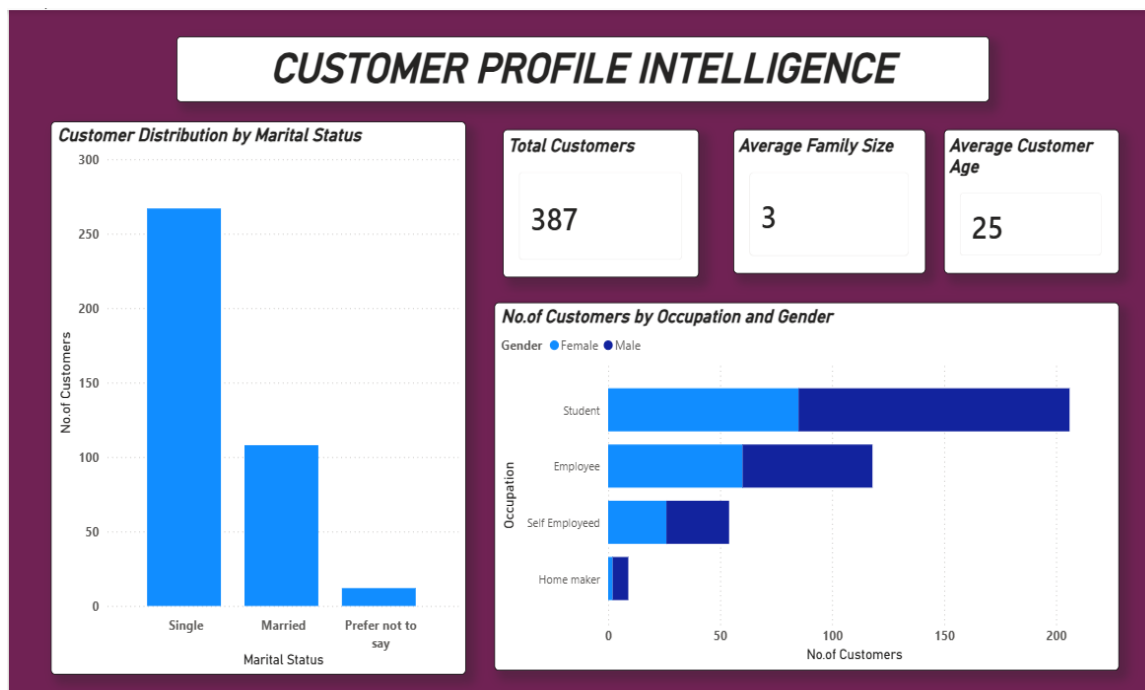 CUSTOMER PROFILE INTELLIGENCE
Customer Distribution by Marital Status
300
250
200
150
100
50
0
No.of Customers
Single
Married
Prefer not to
say
Marital Status
Total Customers
387
Average Family Size
3
Average Customer
Age
25
No.of Customers by Occupation and Gender
Gender Female Male
Occupation
Student
Employee
Self Employeed
Home maker
0 50 100 150 200
No.of Customers